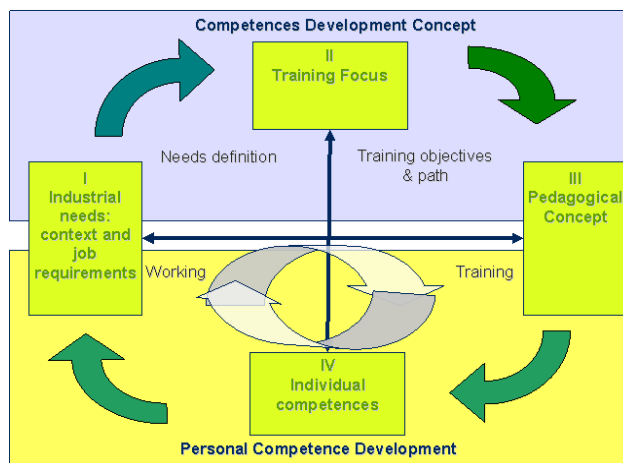 Competences Development Concept
II
Training Focus
Needs definition
Training objectives
& path
I
Industrial
needs:
context and
job
requirements
III
Pedagogical
Concept
Working
Training
IV
Individual
competences
Personal Competence Development